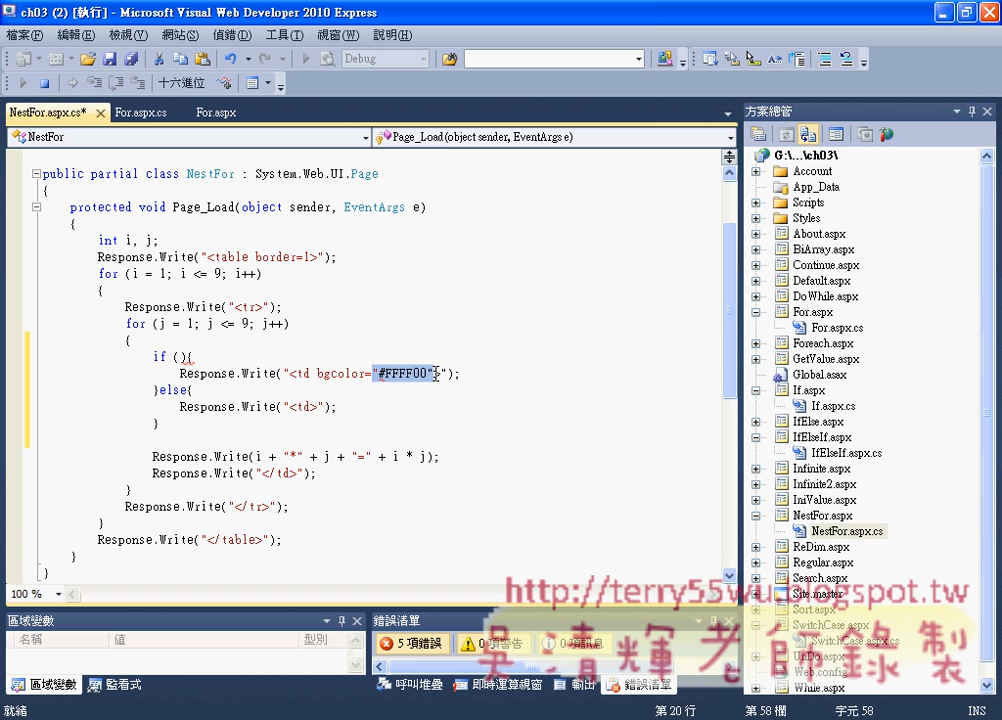 ch03 (2) [執行] - Microsoft Visual Web Developer 2010 Express
檔案(F) 編輯(E) 檢視(V) 網站(S) 偵錯(D) 工具(T) 視窗(W) 說明(H)
Debug
十六進位
NestFor.aspx.cs* For.aspx.cs For.aspx
NestFor Page_Load(object sender, EventArgs e)
public partial class NestFor : System.Web.UI.Page
{
protected void Page_Load(object sender, EventArgs e)
{
int i, j;
Response.Write("<table border=1>");
for (i = 1; i <= 9; i++)
{
Response.Write("<tr>");
for (j = 1; j <= 9; j++)
{
if (){
Response.Write("<td bgcolor="#FFFF00">");
}else{
Response.Write("<td>");
}
Response.Write(i + "*" + j + "=" + i * j);
Response.Write("</td>");
}
Response.Write("</tr>");
}
Response.Write("</table>");
}
}
100 %
方案總管
G:\...\ch03\
Account
App_Data
Scripts
Styles
About.aspx
BiArray.aspx
Continue.aspx
Default.aspx
DoWhile.aspx
For.aspx
For.aspx.cs
Foreach.aspx
GetValue.aspx
Global.asax
If.aspx
If.aspx.cs
IfElse.aspx
IfElseIf.aspx
IfElseIf.aspx.cs
Infinite.aspx
Infinite2.aspx
IniValue.aspx
NestFor.aspx
NestFor.aspx.cs
ReDim.aspx
Regular.aspx
Search.aspx
Site.master
Sort.aspx
SwitchCase.aspx
SwitchCase.aspx.cs
UnDo.aspx
Web.config
While.aspx
區域變數
名稱 值 型別
區域變數 監看式
錯誤清單
5 項錯誤 0 項警告 0 項訊息
呼叫堆疊 即時運算視窗 輸出 錯誤清單
http://terry55wu.blogspot.tw
吳清輝老師錄製
就緒 第 20 行 第 58 欄 字元 58 INS